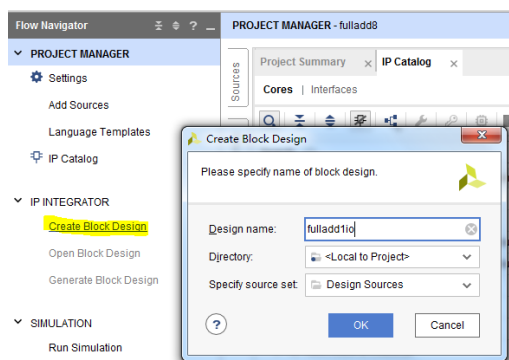 Flow Navigator
?
PROJECT MANAGER - fulladd8
PROJECT MANAGER
Settings
Add Sources
Language Templates
IP Catalog
IP INTEGRATOR
Create Block Design
Open Block Design
Generate Block Design
SIMULATION
Run Simulation
Sources
Project Summary
IP Catalog
Cores | Interfaces
Create Block Design
Please specify name of block design.
Design name: fulladd1io
Directory: <Local to Project>
Specify source set: Design Sources
?
OK Cancel